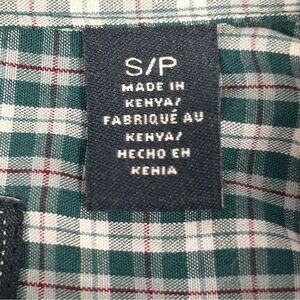 S/P
MADE IN
KENYA/
FABRIQUÉ AU
KENYA/
HECHO EN
KENIA